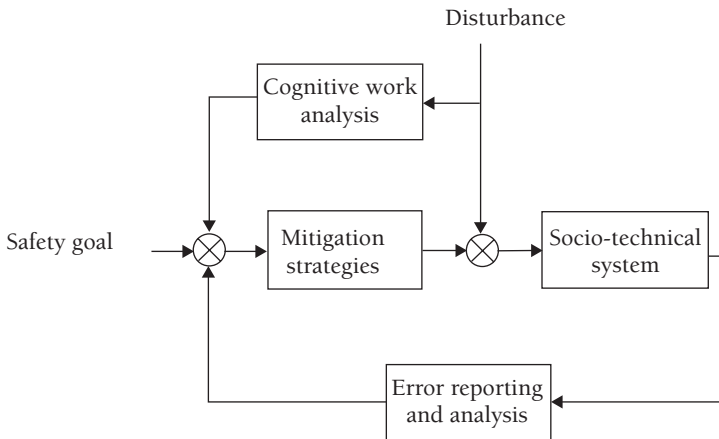 Disturbance
Cognitive work
analysis
Safety goal
Mitigation
strategies
Socio-technical
system
Error reporting
and analysis